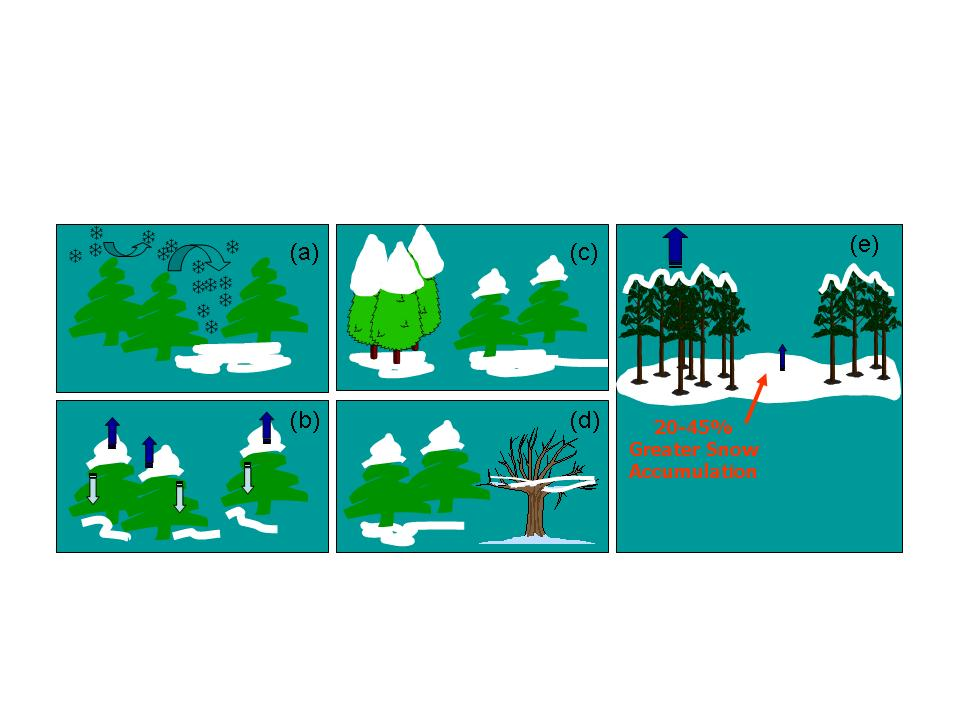 (a)
(b)
(c)
(d)
(e)
20-45%
Greater Snow
Accumulation